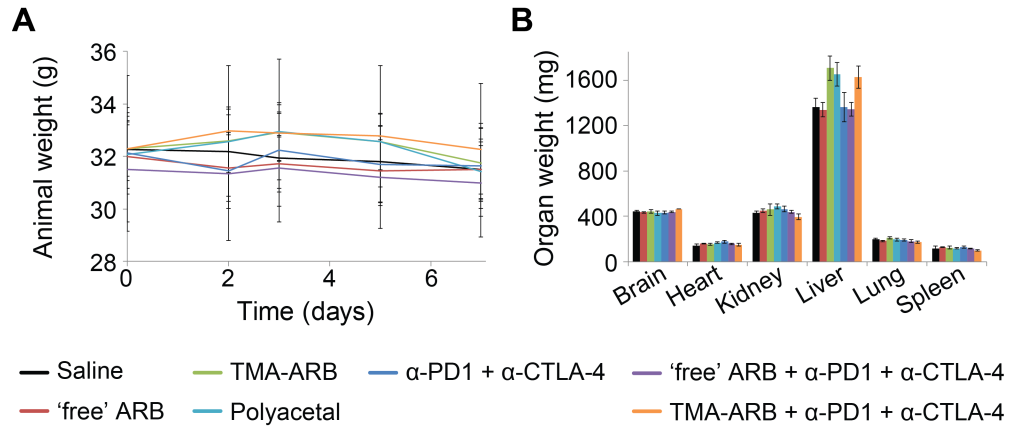 A
B
Animal weight (g)
36
34
32
30
28
0
2
4
6
Time (days)
Organ weight (mg)
1600
1200
800
400
0
Brain
Heart
Kidney
Liver
Lung
Spleen
Saline
TMA-ARB
α-PD1 + α-CTLA-4
‘free’ ARB + α-PD1 + α-CTLA-4
‘free’ ARB
Polyacetal
TMA-ARB + α-PD1 + α-CTLA-4